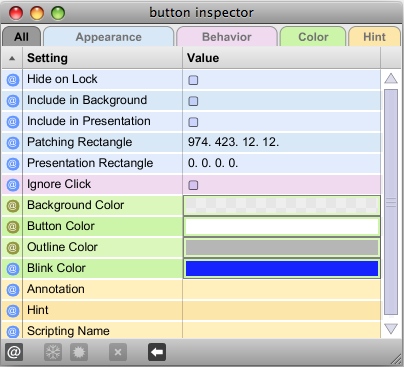 button inspector
All Appearance Behavior Color Hint
Setting Value
@ Hide on Lock
@ Include in Background
@ Include in Presentation
@ Patching Rectangle 974. 423. 12. 12.
@ Presentation Rectangle 0. 0. 0. 0.
@ Ignore Click
@ Background Color
@ Button Color
@ Outline Color
@ Blink Color
@ Annotation
@ Hint
@ Scripting Name
@